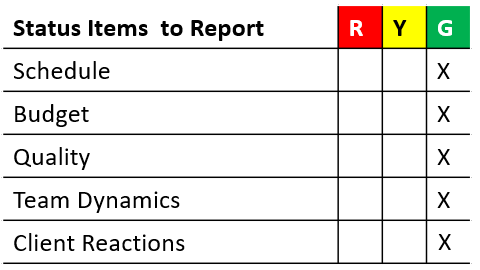 Status Items to Report R Y G
Schedule X
Budget X
Quality X
Team Dynamics X
Client Reactions X